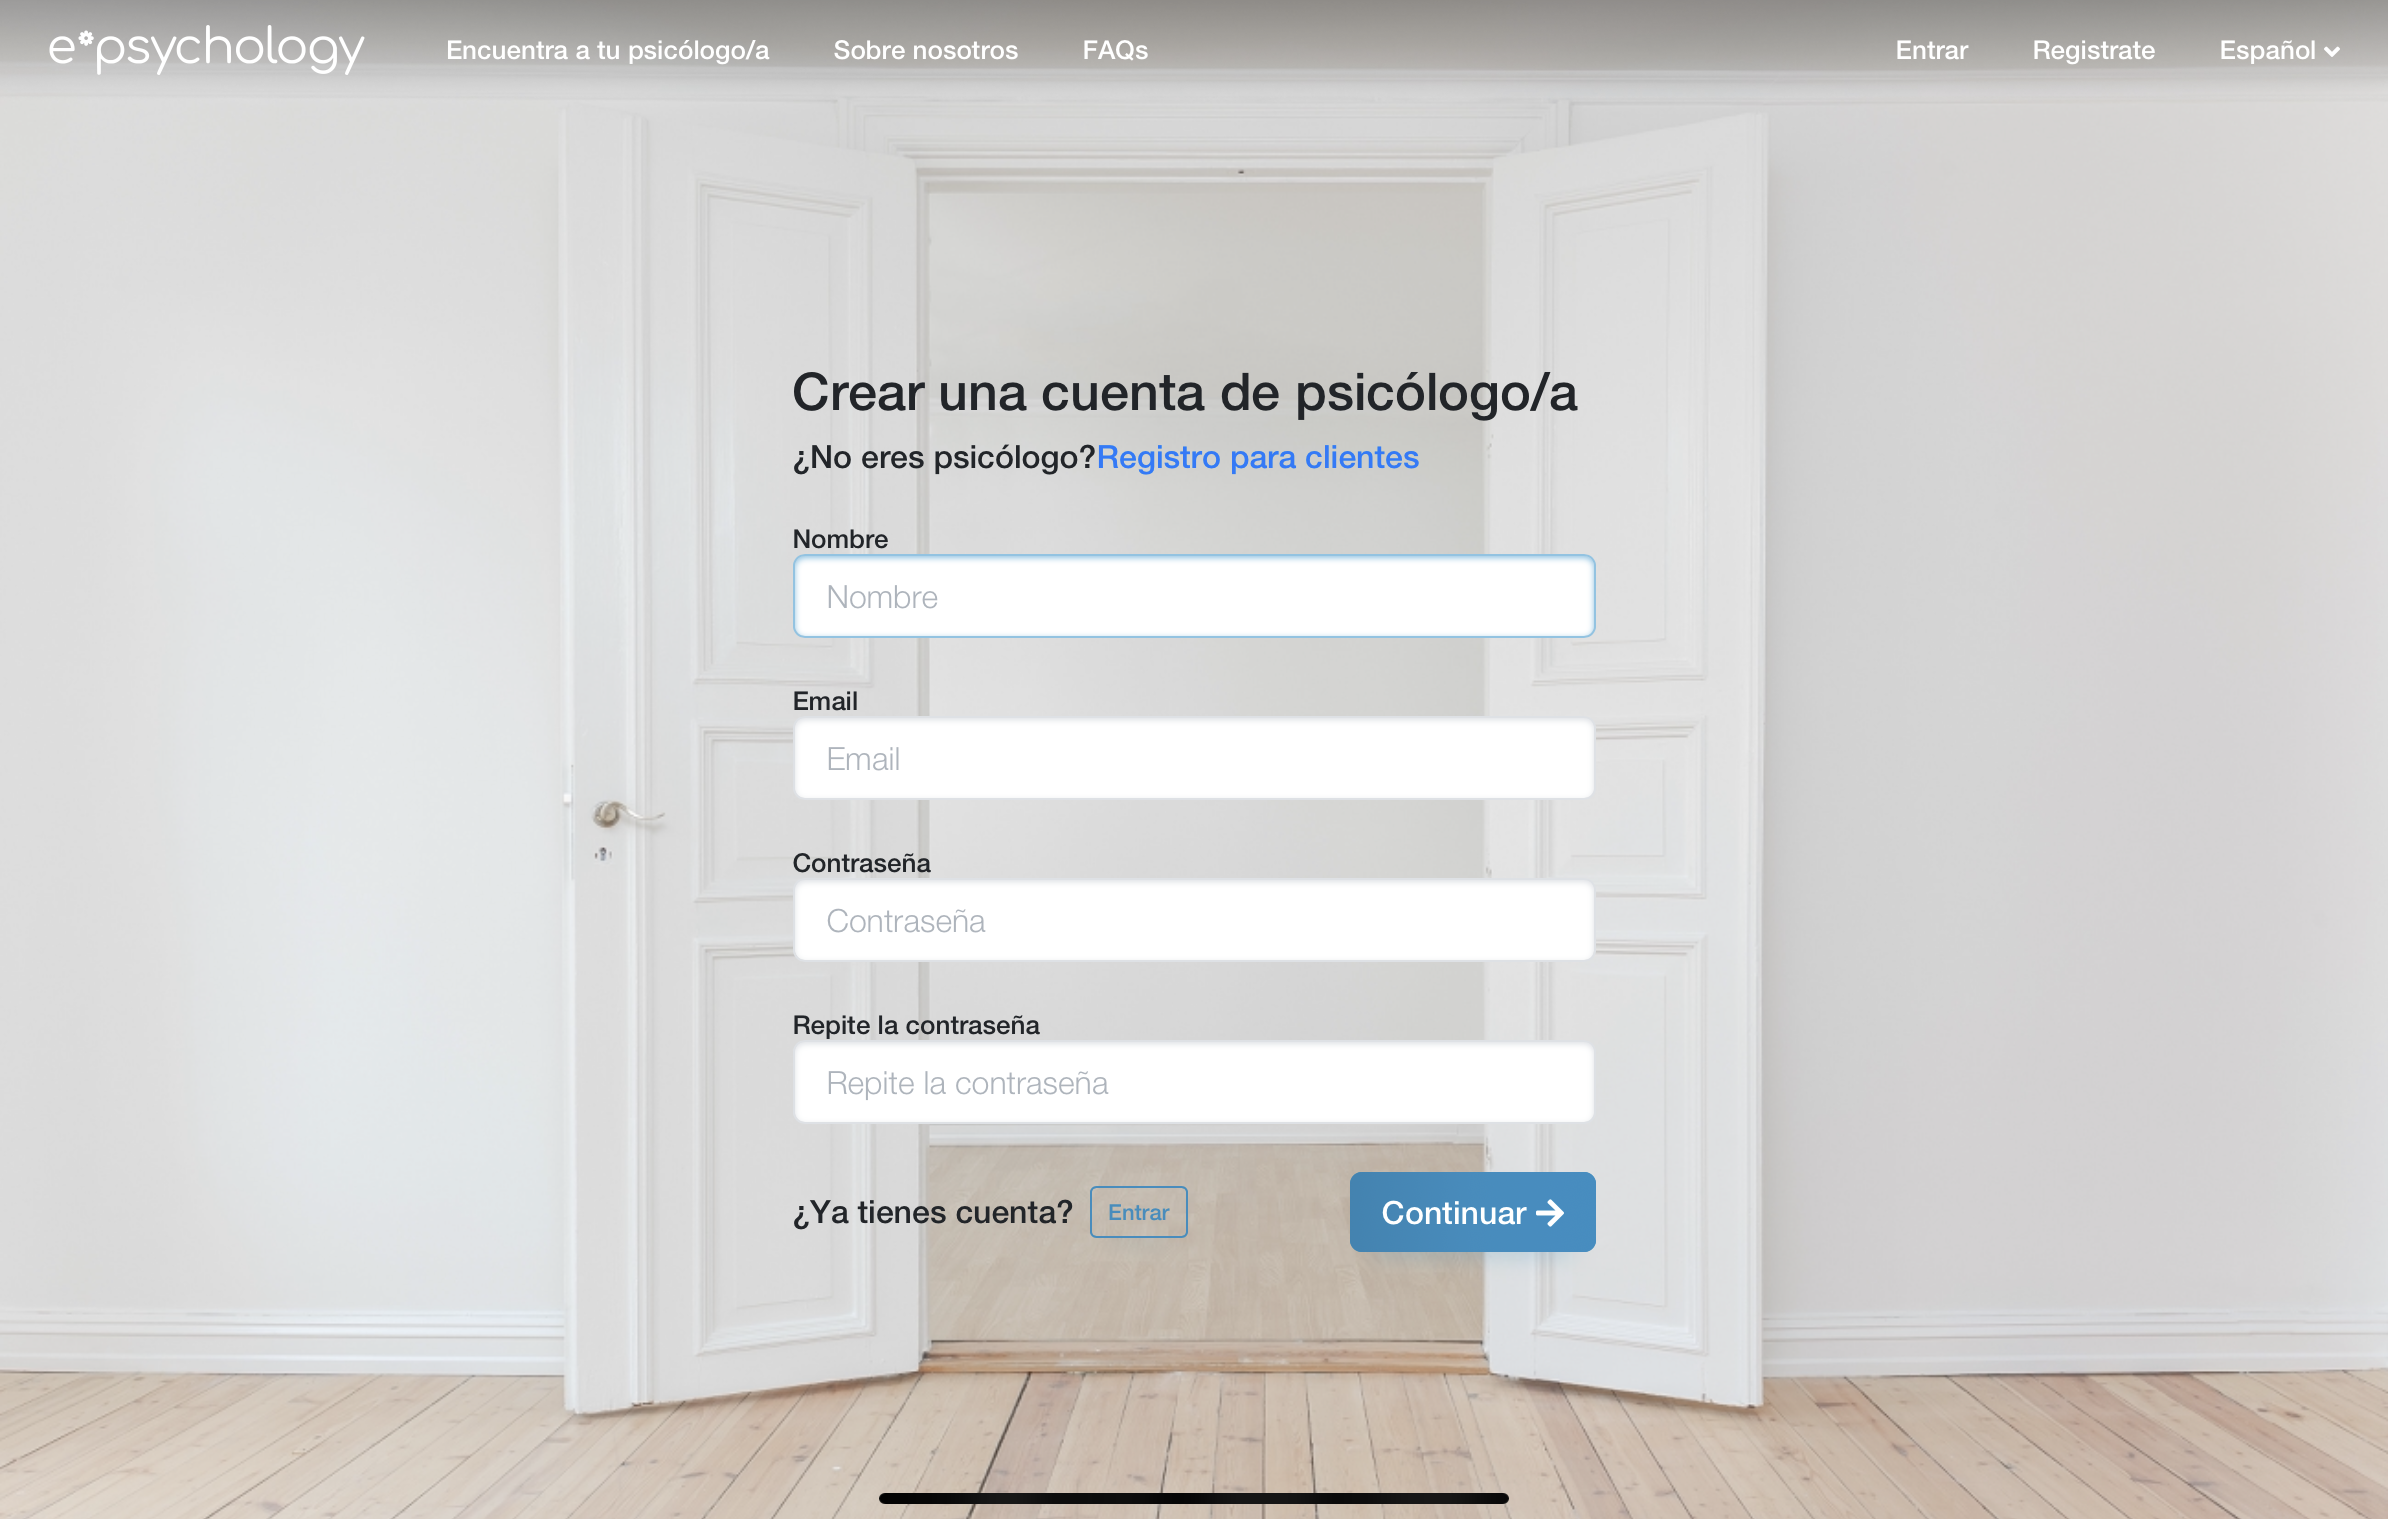 e*psychology Encuentra a tu psicólogo/a Sobre nosotros FAQs Entrar Registrate Español
Crear una cuenta de psicólogo/a
¿No eres psicólogo?Registro para clientes
Nombre
Nombre
Email
Email
Contraseña
Contraseña
Repite la contraseña
Repite la contraseña
¿Ya tienes cuenta? Entrar Continuar